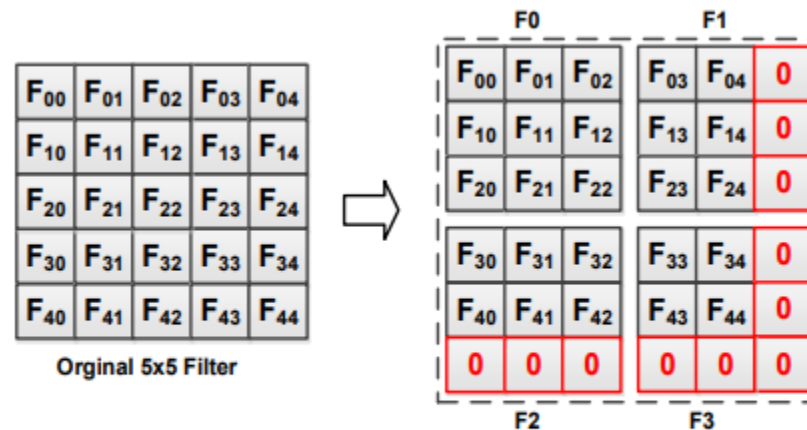 F0 F1
F00 F01 F02 F03 F04
F10 F11 F12 F13 F14
F20 F21 F22 F23 F24
F30 F31 F32 F33 F34
F40 F41 F42 F43 F44
Orginal 5x5 Filter
F00 F01 F02 F03 F04 0
F10 F11 F12 F13 F14 0
F20 F21 F22 F23 F24 0
F30 F31 F32 F33 F34 0
F40 F41 F42 F43 F44 0
0 0 0 0 0 0
F2 F3